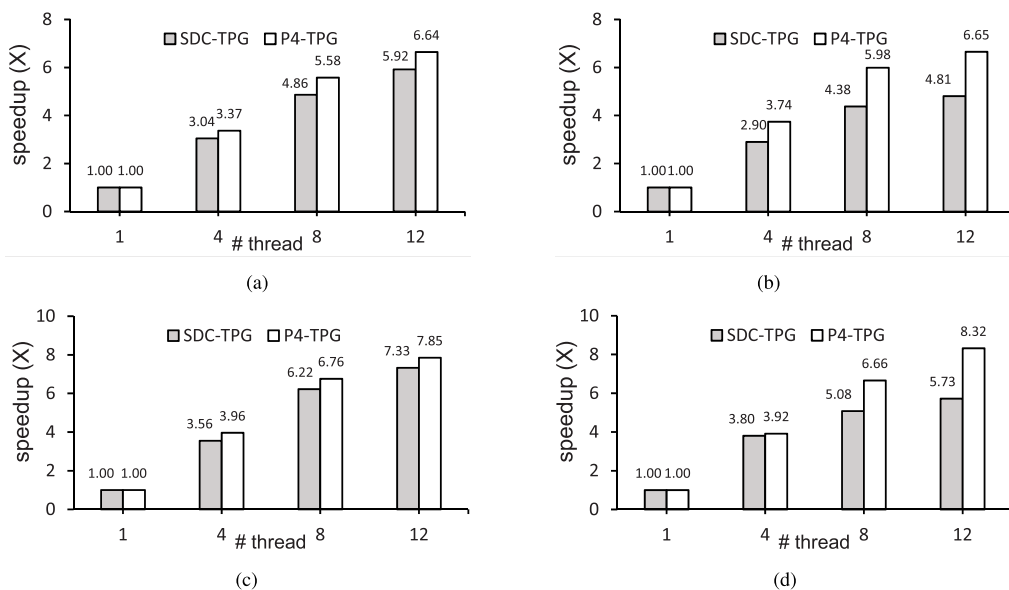 8
SDC-TPG P4-TPG
6.64
5.92
5.58
6
4.86
speedup (X)
4
3.04 3.37
2
1.00 1.00
0
1 4 8 12
# thread
(a)
8
SDC-TPG P4-TPG
6.65
5.98
6
4.81
4.38
speedup (X)
4
3.74
2.90
2
1.00 1.00
0
1 4 8 12
# thread
(b)
10
SDC-TPG P4-TPG
7.85
7.33
8
6.76
6.22
speedup (X)
6
3.96
3.56
4
2
1.00 1.00
0
1 4 8 12
# thread
(c)
10
SDC-TPG P4-TPG
8.32
8
6.66
5.73
5.08
speedup (X)
6
3.80 3.92
4
2
1.00 1.00
0
1 4 8 12
# thread
(d)